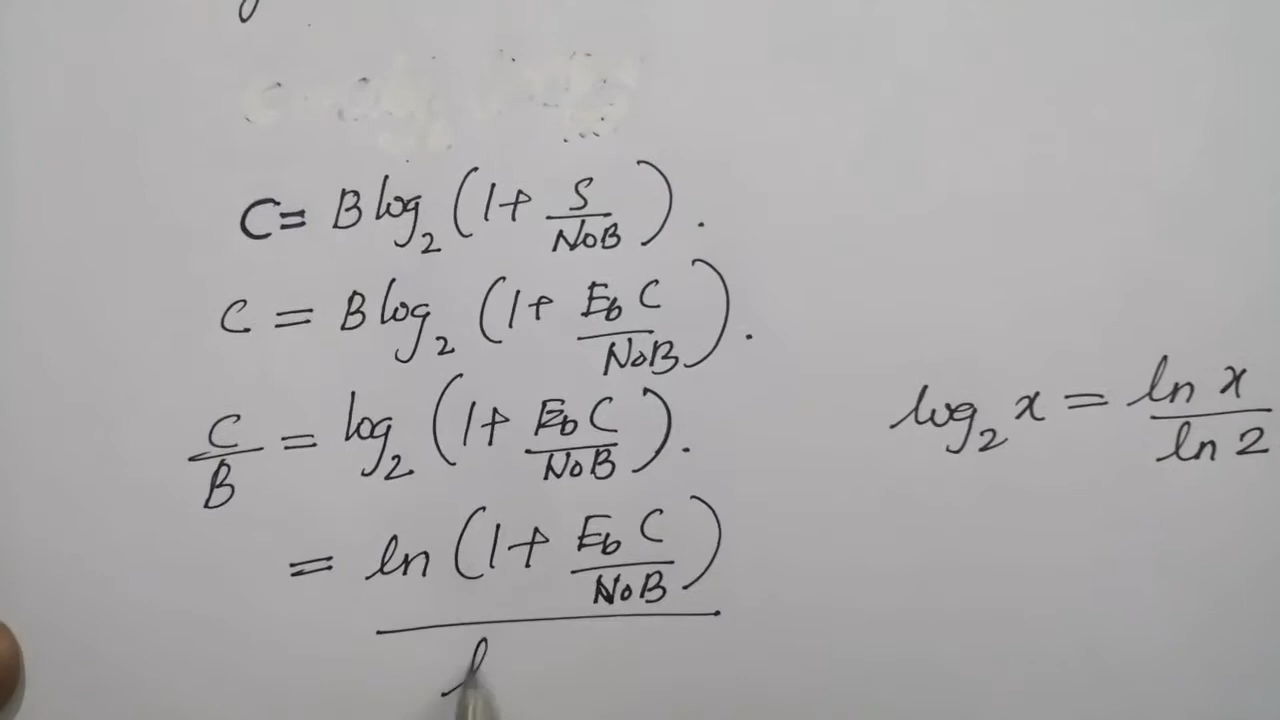 C = B log₂ (1 + S/N₀B).
C = B log₂ (1 + E_b C/N₀B).
C/B = log₂ (1 + E_b C/N₀B).
log₂ x = ln x/ln 2
= ln (1 + E_b C/N₀B)
l